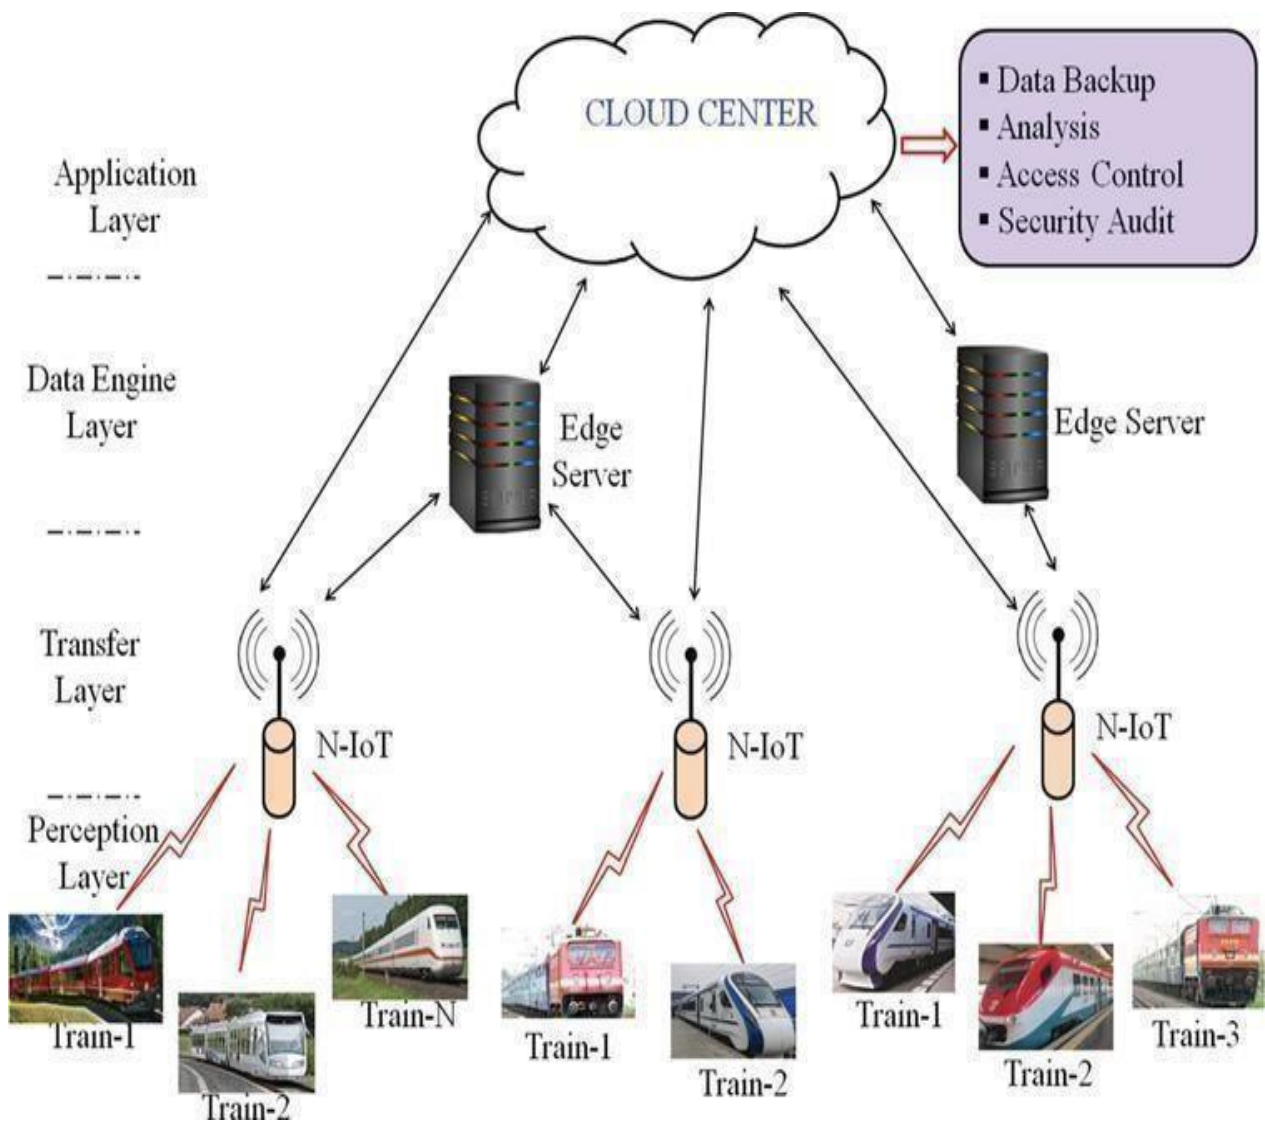 CLOUD CENTER
▪ Data Backup
▪ Analysis
▪ Access Control
▪ Security Audit
Application
Layer
Data Engine
Layer
Edge
Server
Edge Server
Transfer
Layer
N-IoT
N-IoT
N-IoT
Perception
Layer
Train-1
Train-2
Train-N
Train-1
Train-2
Train-1
Train-2
Train-3